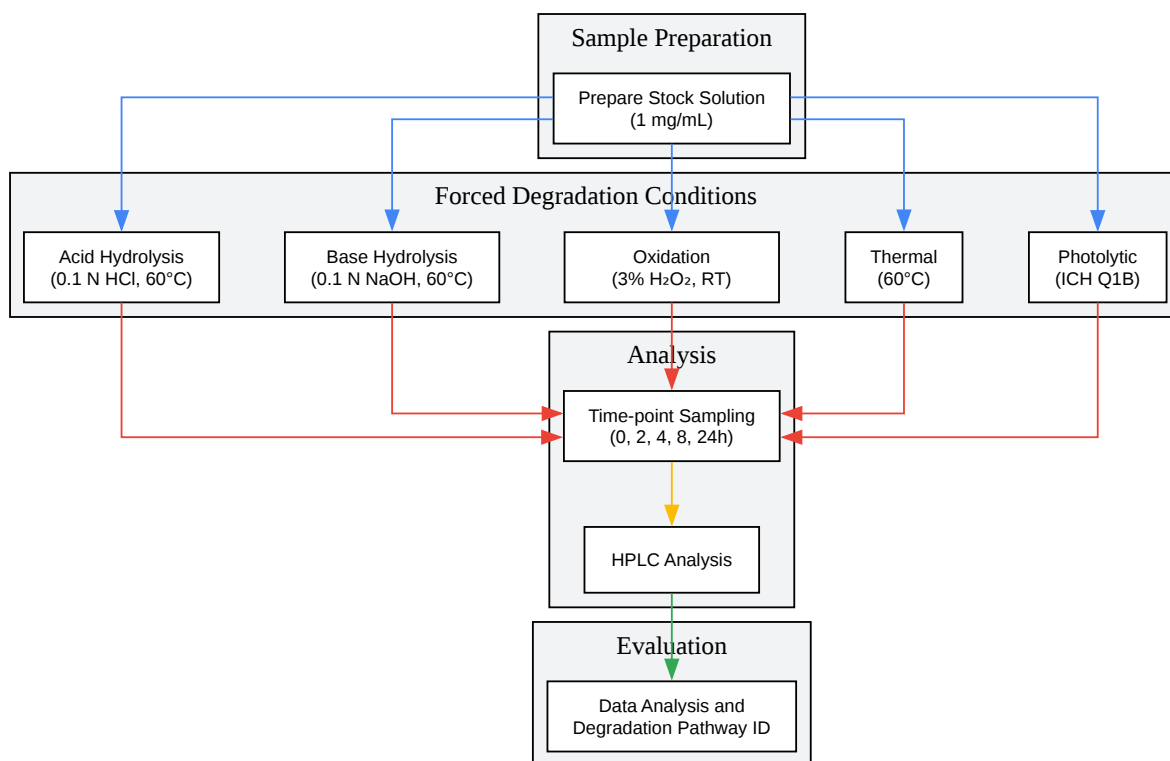 Sample Preparation
Prepare Stock Solution
(1 mg/mL)
Forced Degradation Conditions
Acid Hydrolysis
(0.1 N HCl, 60°C)
Base Hydrolysis
(0.1 N NaOH, 60°C)
Oxidation
(3% H₂O₂, RT)
Thermal
(60°C)
Photolytic
(ICH Q1B)
Analysis
Time-point Sampling
(0, 2, 4, 8, 24h)
HPLC Analysis
Evaluation
Data Analysis and
Degradation Pathway ID